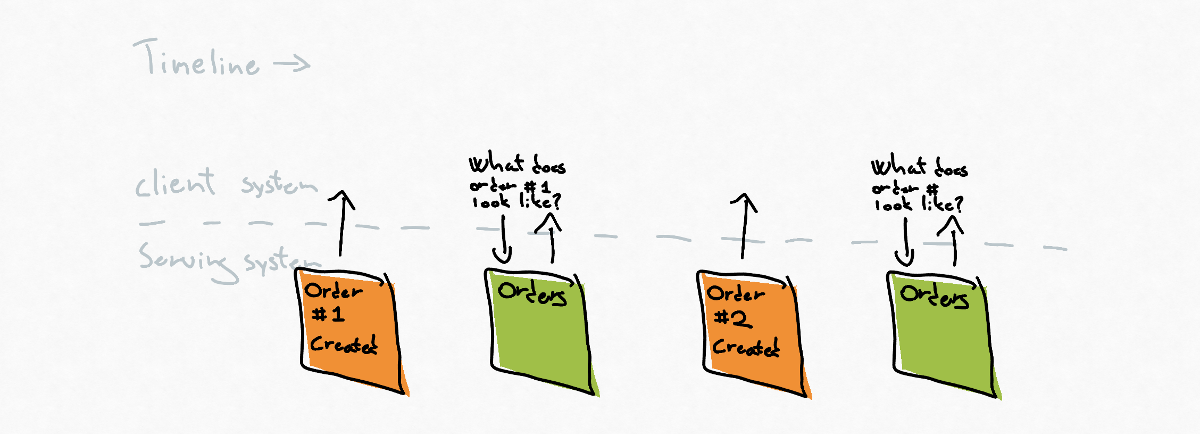 Timeline →
client system
Serving system
What does
order #1
look like?
What does
order #
look like?
Order
#1
Created
Orders
Order
#2
Created
Orders